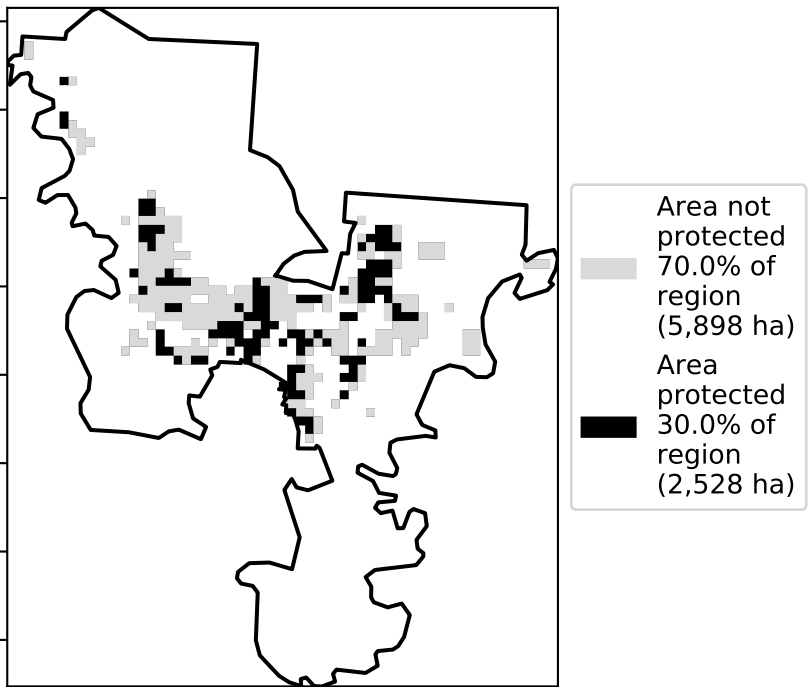 Area not
protected
70.0% of
region
(5,898 ha)
Area
protected
30.0% of
region
(2,528 ha)